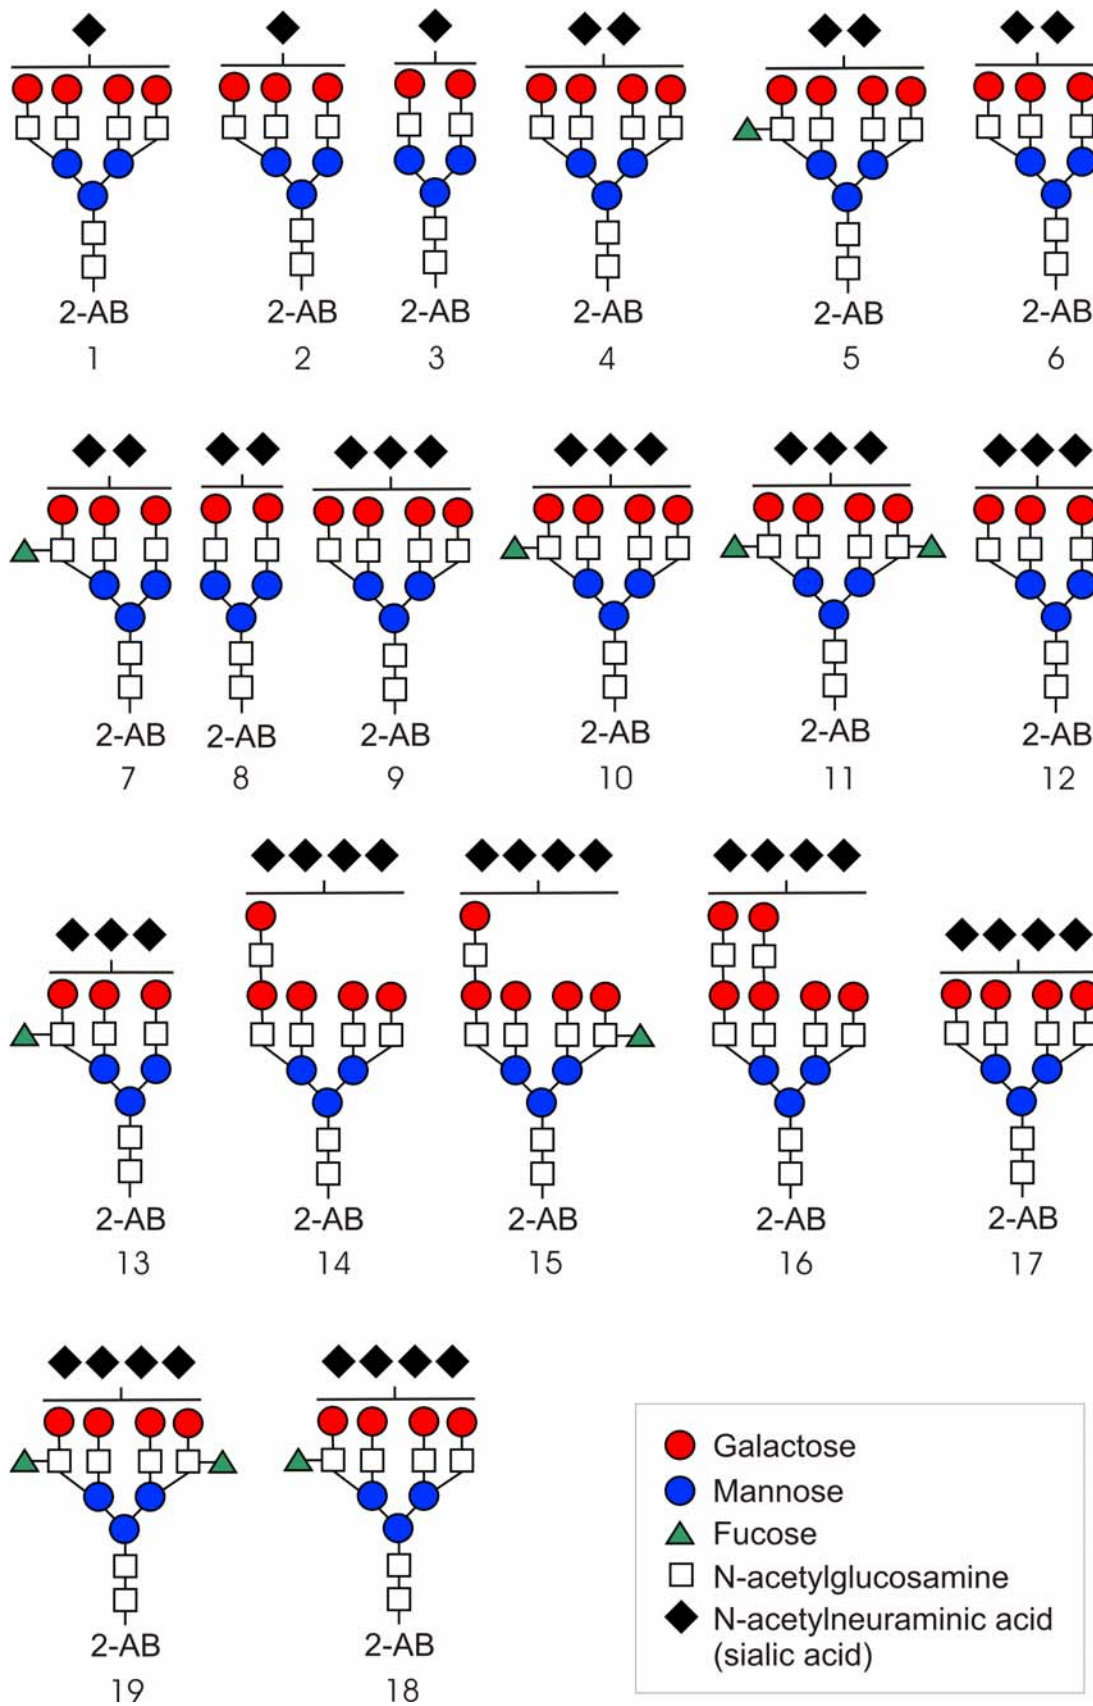 2-AB 2-AB 2-AB 2-AB 2-AB 2-AB
1 2 3 4 5 6
2-AB 2-AB 2-AB 2-AB 2-AB 2-AB
7 8 9 10 11 12
2-AB 2-AB 2-AB 2-AB 2-AB
13 14 15 16 17
2-AB 2-AB
19 18
Galactose
Mannose
Fucose
N-acetylglucosamine
N-acetylneuraminic acid
(sialic acid)